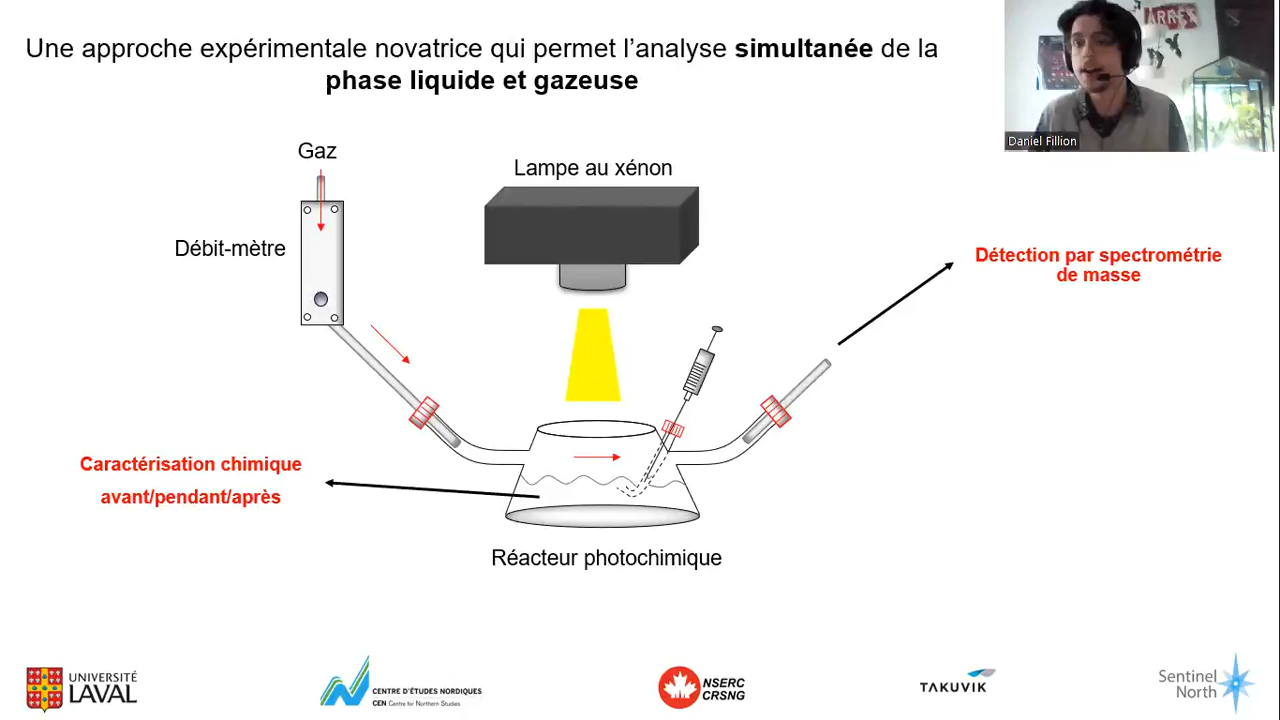 Une approche expérimentale novatrice qui permet l’analyse simultanée de la
phase liquide et gazeuse
ARRÊT
Daniel Fillion
Gaz
Lampe au xénon
Débit-mètre
Détection par spectrométrie
de masse
Caractérisation chimique
avant/pendant/après
Réacteur photochimique
UNIVERSITÉ
LAVAL
CENTRE D'ÉTUDES NORDIQUES
CEN Centre for Northern Studies
NSERC
CRSNG
TAKUVIK
Sentinel
North